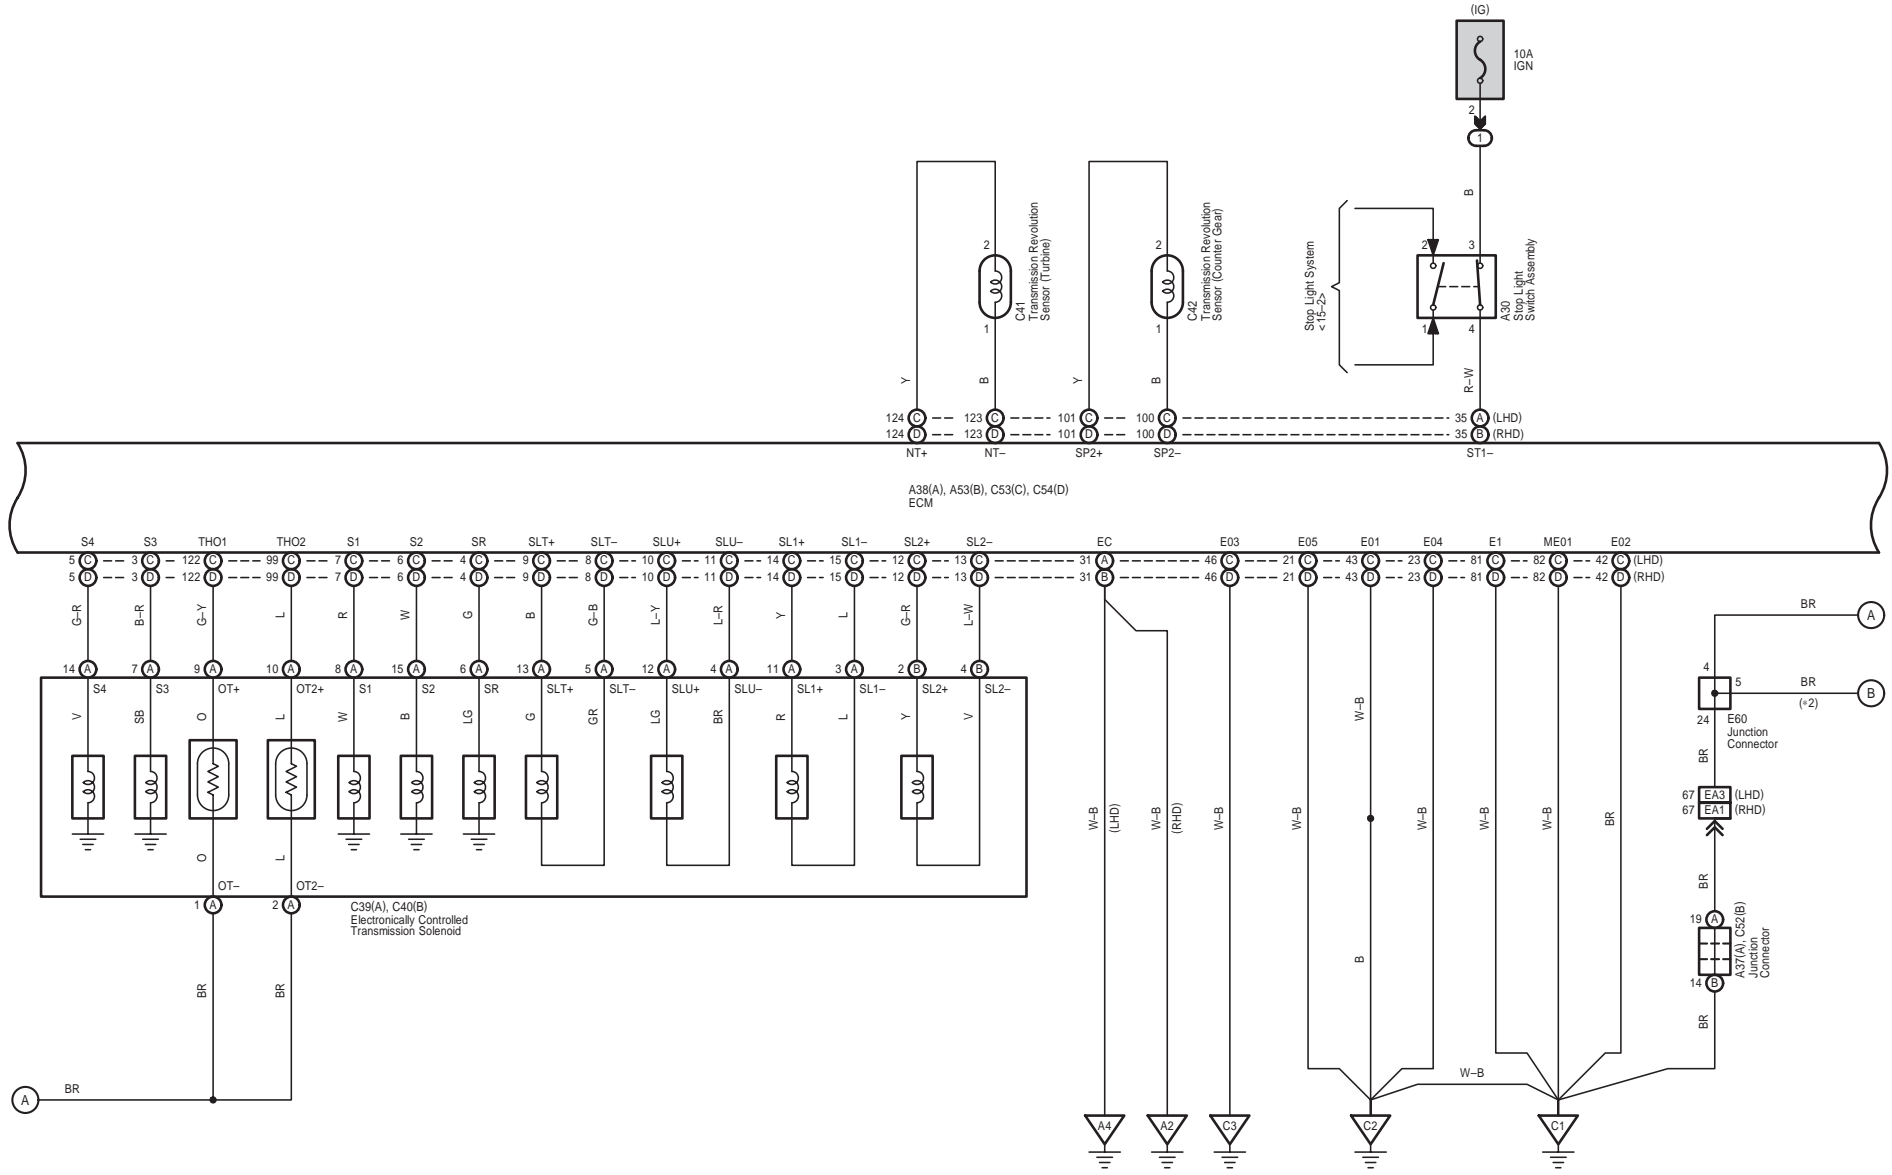 (IG)
10A
IGN
2
1
B
2
3
1
4
Stop Light System
<15–2>
A30
Stop Light
Switch Assembly
R–W
2
1
C41
Transmission Revolution
Sensor (Turbine)
2
1
C42
Transmission Revolution
Sensor (Counter Gear)
Y
B
Y
B
124 C 123 C 101 C 100 C 35 A (LHD)
124 D 123 D 101 D 100 D 35 B (RHD)
NT+ NT– SP2+ SP2– ST1–
A38(A), A53(B), C53(C), C54(D)
ECM
S4 S3 THO1 THO2 S1 S2 SR SLT+ SLT– SLU+ SLU– SL1+ SL1– SL2+ SL2– EC E03 E05 E01 E04 E1 ME01 E02
5 C 3 C 122 C 99 C 7 C 6 C 4 C 9 C 8 C 10 C 11 C 14 C 15 C 12 C 13 C 31 A 46 C 21 C 43 C 23 C 81 C 82 C 42 C (LHD)
5 D 3 D 122 D 99 D 7 D 6 D 4 D 9 D 8 D 10 D 11 D 14 D 15 D 12 D 13 D 31 B 46 D 21 D 43 D 23 D 81 D 82 D 42 D (RHD)
G–R B–R G–Y L R W G B G–B L–Y L–R Y L G–R L–W
14 A 7 A 9 A 10 A 8 A 15 A 6 A 13 A 5 A 12 A 4 A 11 A 3 A 2 B 4 B
S4 S3 OT+ OT2+ S1 S2 SR SLT+ SLT– SLU+ SLU– SL1+ SL1– SL2+ SL2–
V SB O L W B LG G GR LG BR R L Y V
O L
OT– OT2–
1 A 2 A
C39(A), C40(B)
Electronically Controlled
Transmission Solenoid
BR BR
A BR
W–B
(LHD)
W–B
(RHD)
W–B
W–B
W–B
B
W–B
W–B
W–B
BR
W–B
A4 A2 C3 C2 C1
BR A
4
5 BR B
(*2)
24
E60
Junction
Connector
BR
67 EA3 (LHD)
67 EA1 (RHD)
BR
19 A
A37(A), C52(B)
Junction
Connector
14 B
BR